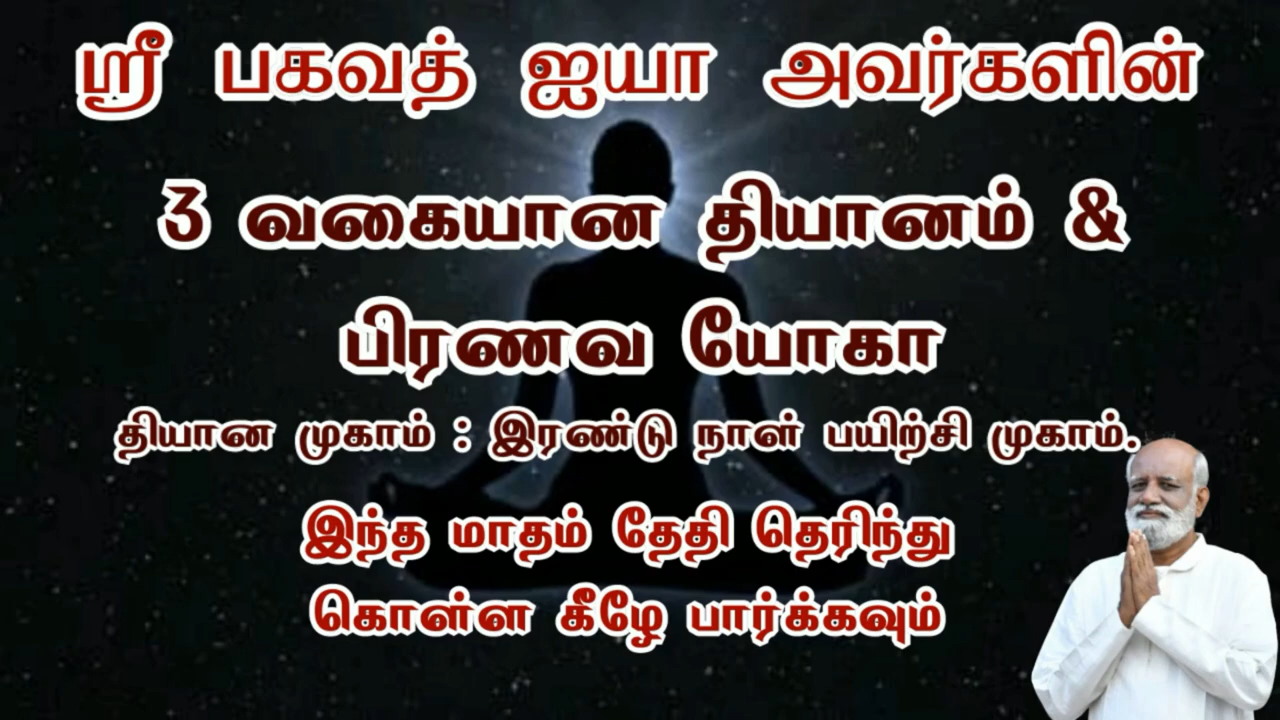 ஸ்ரீ பகவத் ஐயா அவர்களின்
3 வகையான தியானம் &
பிரணவ யோகா
தியான முகாம் : இரண்டு நாள் பயிற்சி முகாம்.
இந்த மாதம் தேதி தெரிந்து
கொள்ள கீழே பார்க்கவும்